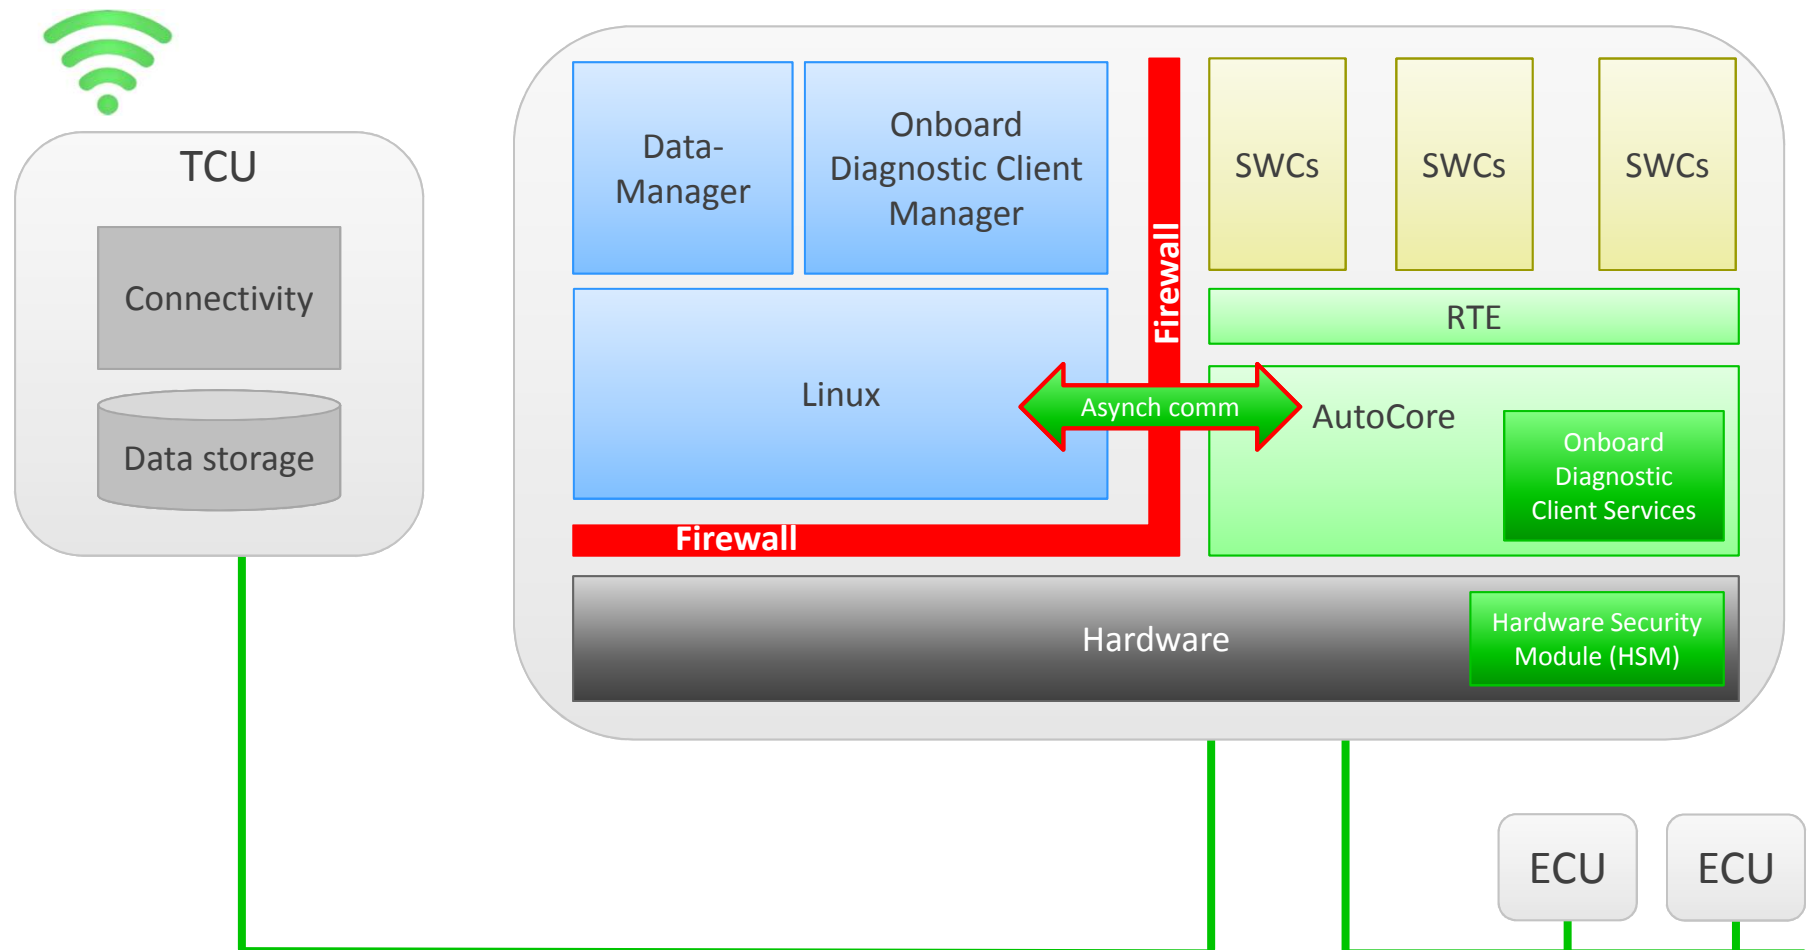 TCU
Connectivity
Data storage
Data-
Manager
Onboard
Diagnostic Client
Manager
Linux
Firewall
Firewall
Asynch comm
SWCs
SWCs
SWCs
RTE
AutoCore
Onboard
Diagnostic
Client Services
Hardware
Hardware Security
Module (HSM)
ECU
ECU